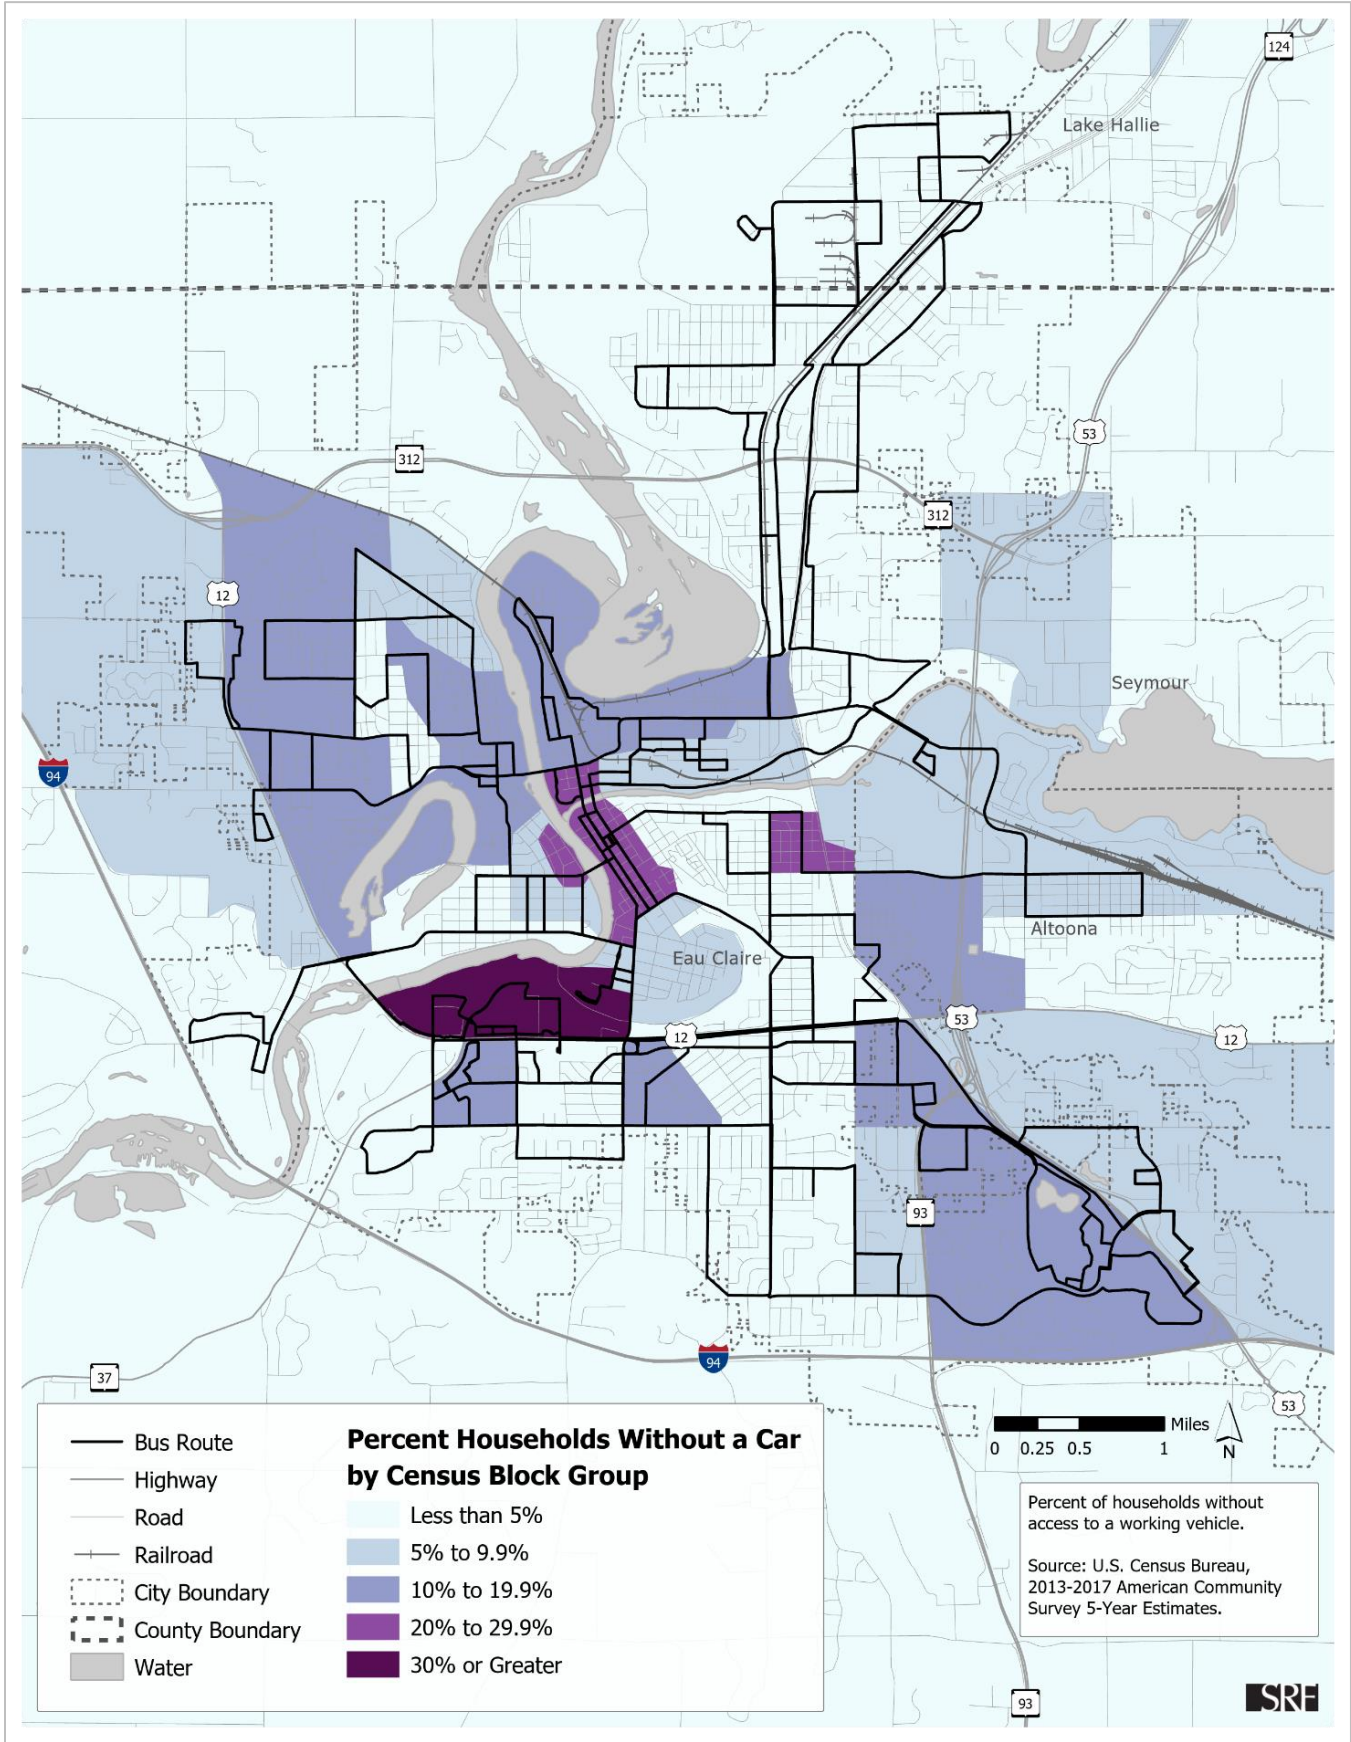 124
Lake Hallie
53
312
312
12
Seymour
94
Altoona
Eau Claire
53
12
12
93
94
37
53
Bus Route
Highway
Road
Railroad
City Boundary
County Boundary
Water
Percent Households Without a Car
by Census Block Group
Less than 5%
5% to 9.9%
10% to 19.9%
20% to 29.9%
30% or Greater
Miles
0 0.25 0.5 1
N
Percent of households without
access to a working vehicle.
Source: U.S. Census Bureau,
2013-2017 American Community
Survey 5-Year Estimates.
93
SRF